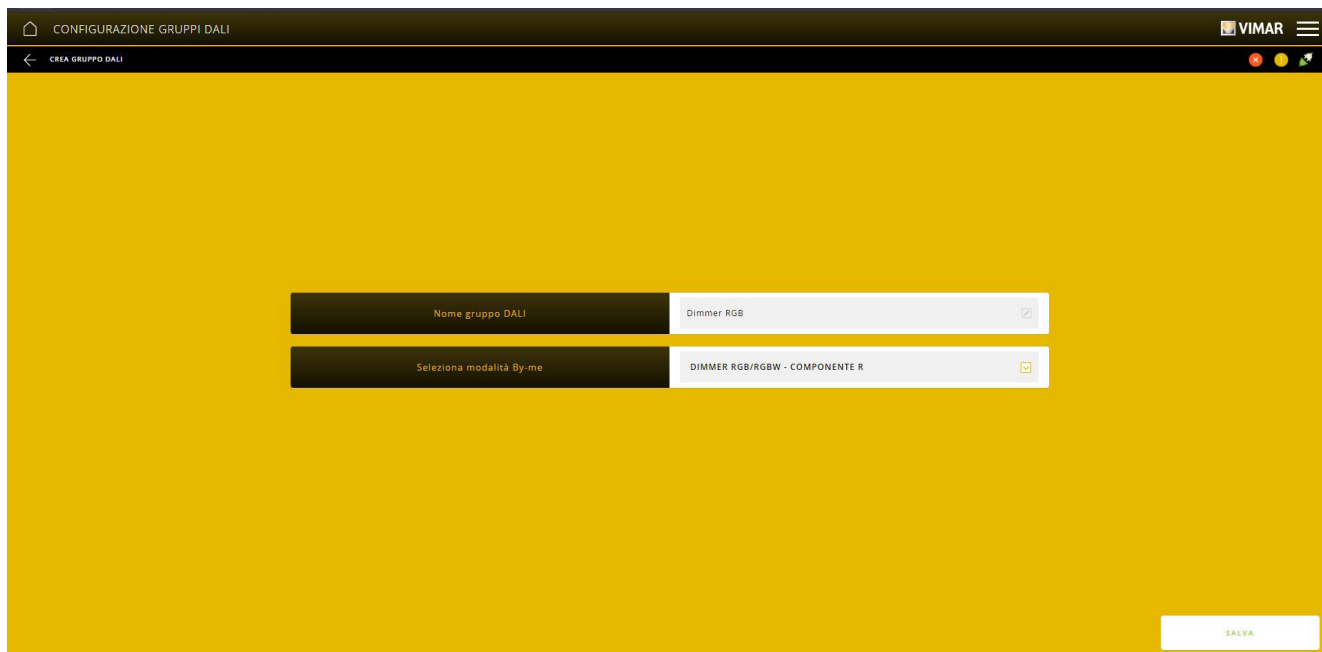 CONFIGURAZIONE GRUPPI DALI
VIMAR
CREA GRUPPO DALI
Nome gruppo DALI
Dimmer RGB
Seleziona modalità By-me
DIMMER RGB/RGBW - COMPONENTE R
SALVA